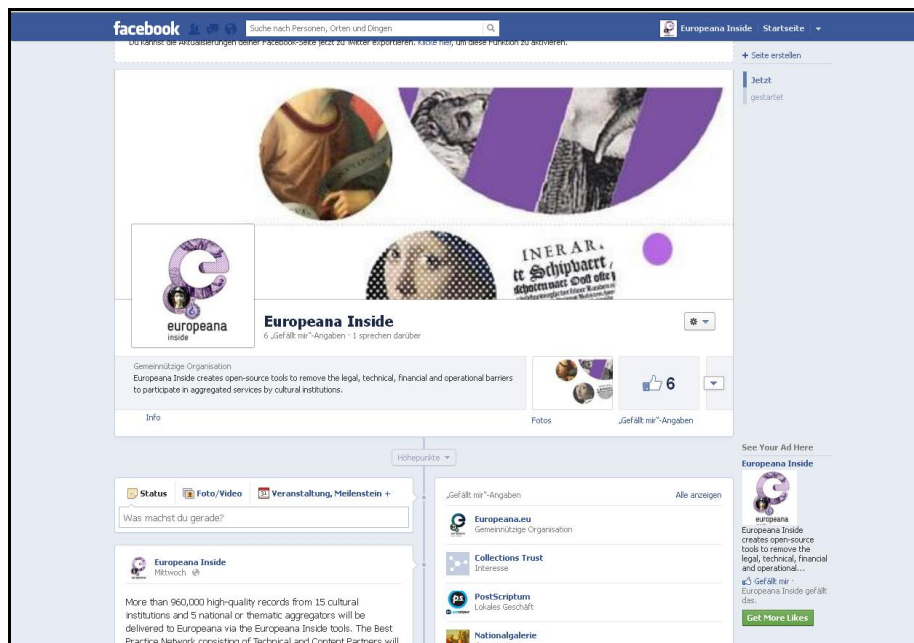 facebook
Suche nach Personen, Orten und Dingen
Europeana Inside Startseite
Du kannst die Aktualisierungen deiner Facebook-Seite jetzt zu Twitter exportieren. Klicke hier, um diese Funktion zu aktivieren.
+ Seite erstellen
Jetzt
gestartet
INERAR.
te Schipvaert,
schoten naer Oost ofte
e
europeana
inside
Europeana Inside
6 „Gefällt mir“-Angaben · 1 sprechen darüber
Gemeinnützige Organisation
Europeana Inside creates open-source tools to remove the legal, technical, financial and operational barriers
to participate in aggregated services by cultural institutions.
6
Info
Fotos
„Gefällt mir“-Angaben
Höhepunkte
Status
Foto/Video
31 Veranstaltung, Meilenstein +
Was machst du gerade?
Europeana Inside
Mittwoch
More than 960,000 high-quality records from 15 cultural
institutions and 5 national or thematic aggregators will be
delivered to Europeana via the Europeana Inside tools. The Best
Practice Network consisting of Technical and Content Partners will
„Gefällt mir“-Angaben
Alle anzeigen
Europeana.eu
Gemeinnützige Organisation
Collections Trust
Interesse
ps
PostScriptum
Lokales Geschäft
Nationalgalerie
See Your Ad Here
Europeana Inside
europeana
Europeana Inside
creates open-source
tools to remove the
legal, technical, financial
and operational...
Gefällt mir ·
Europeana Inside gefällt
das.
Get More Likes